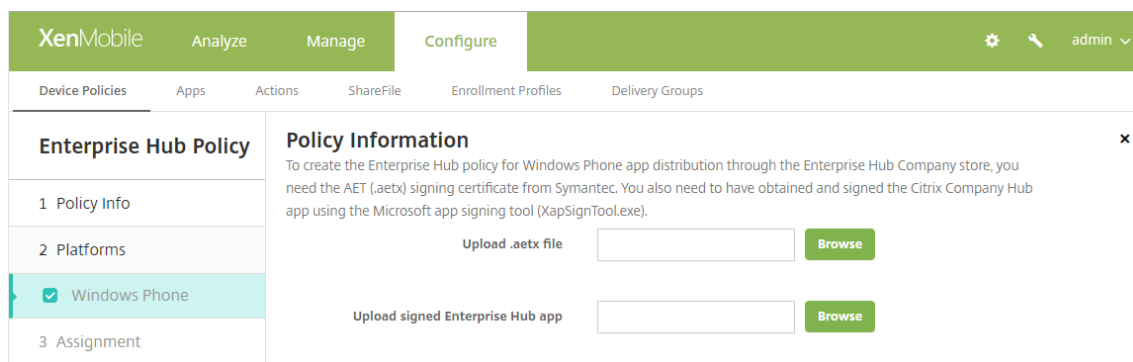 XenMobile Analyze Manage Configure admin
Device Policies Apps Actions ShareFile Enrollment Profiles Delivery Groups
Enterprise Hub Policy
1 Policy Info
2 Platforms
Windows Phone
3 Assignment
Policy Information
To create the Enterprise Hub policy for Windows Phone app distribution through the Enterprise Hub Company store, you
need the AET (.aetx) signing certificate from Symantec. You also need to have obtained and signed the Citrix Company Hub
app using the Microsoft app signing tool (XapSignTool.exe).
Upload .aetx file Browse
Upload signed Enterprise Hub app Browse